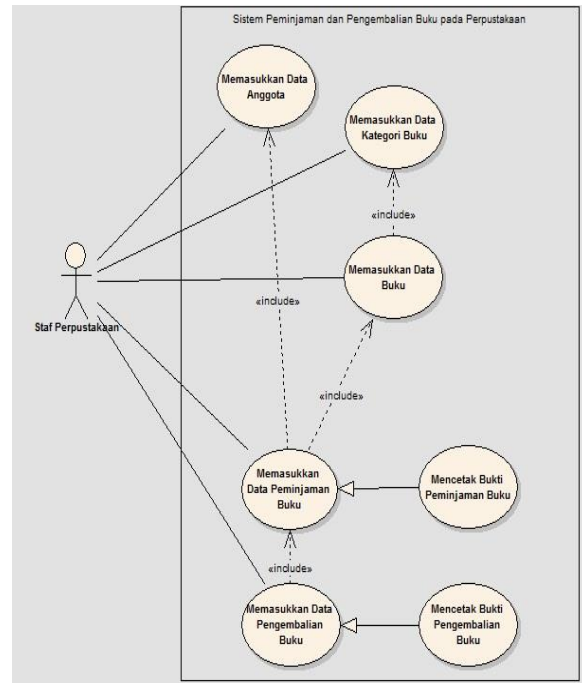 Sistem Peminjaman dan Pengembalian Buku pada Perpustakaan
Memasukkan Data
Anggota
Memasukkan Data
Kategori Buku
«include»
Memasukkan Data
Buku
Staf Perpustakaan
«include»
«include»
Memasukkan
Data Peminjaman
Buku
Mencetak Bukti
Peminjaman Buku
«include»
Memasukkan Data
Pengembalian
Buku
Mencetak Bukti
Pengembalian
Buku